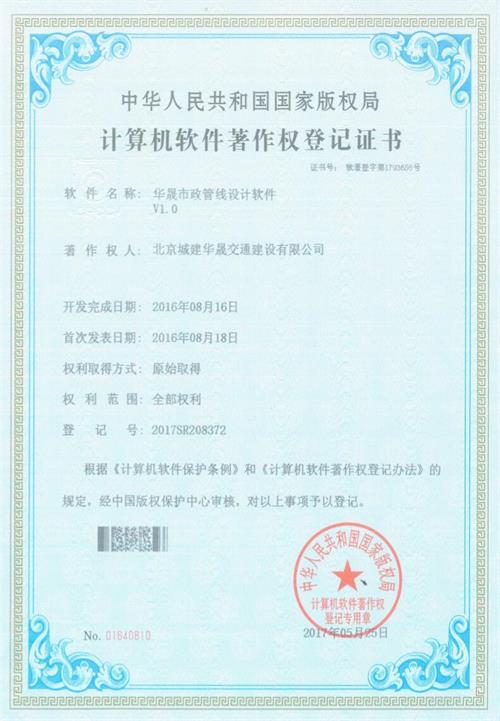 中华人民共和国国家版权局
计算机软件著作权登记证书
证书号： 软著登字第1793656号
软件名称： 华晟市政管线设计软件
V1.0
著作权人： 北京城建华晟交通建设有限公司
开发完成日期： 2016年08月16日
首次发表日期： 2016年08月18日
权利取得方式： 原始取得
权利范围： 全部权利
登记号： 2017SR208372
根据《计算机软件保护条例》和《计算机软件著作权登记办法》的
规定，经中国版权保护中心审核，对以上事项予以登记。
中华人民共和国国家版权局
计算机软件著作权
登记专用章
No. 01640810
2017年05月25日